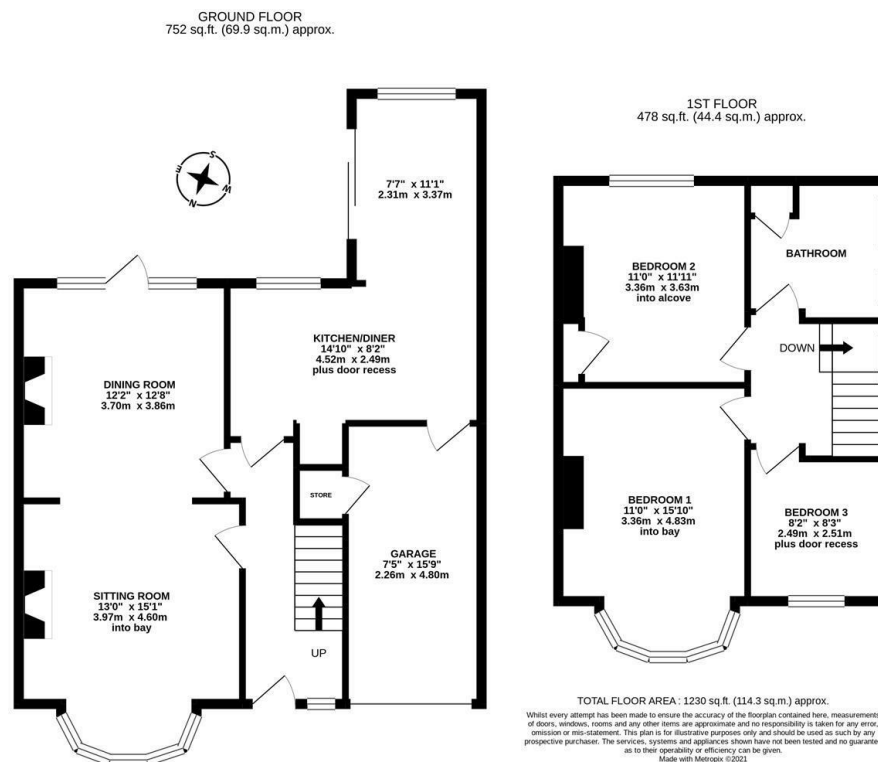 GROUND FLOOR
752 sq.ft. (69.9 sq.m.) approx.
S
E
W
N
7'7" x 11'1"
2.31m x 3.37m
KITCHEN/DINER
14'10" x 8'2"
4.52m x 2.49m
plus door recess
DINING ROOM
12'2" x 12'8"
3.70m x 3.86m
STORE
GARAGE
7'5" x 15'9"
2.26m x 4.80m
SITTING ROOM
13'0" x 15'1"
3.97m x 4.60m
into bay
UP
1ST FLOOR
478 sq.ft. (44.4 sq.m.) approx.
BEDROOM 2
11'0" x 11'11"
3.36m x 3.63m
into alcove
BATHROOM
DOWN
BEDROOM 1
11'0" x 15'10"
3.36m x 4.83m
into bay
BEDROOM 3
8'2" x 8'3"
2.49m x 2.51m
plus door recess
TOTAL FLOOR AREA : 1230 sq.ft. (114.3 sq.m.) approx.
Whilst every attempt has been made to ensure the accuracy of the floorplan contained here, measurements
of doors, windows, rooms and any other items are approximate and no responsibility is taken for any error,
omission or mis-statement. This plan is for illustrative purposes only and should be used as such by any
prospective purchaser. The services, systems and appliances shown have not been tested and no guarante
as to their operability or efficiency can be given.
Made with Metropix ©2021